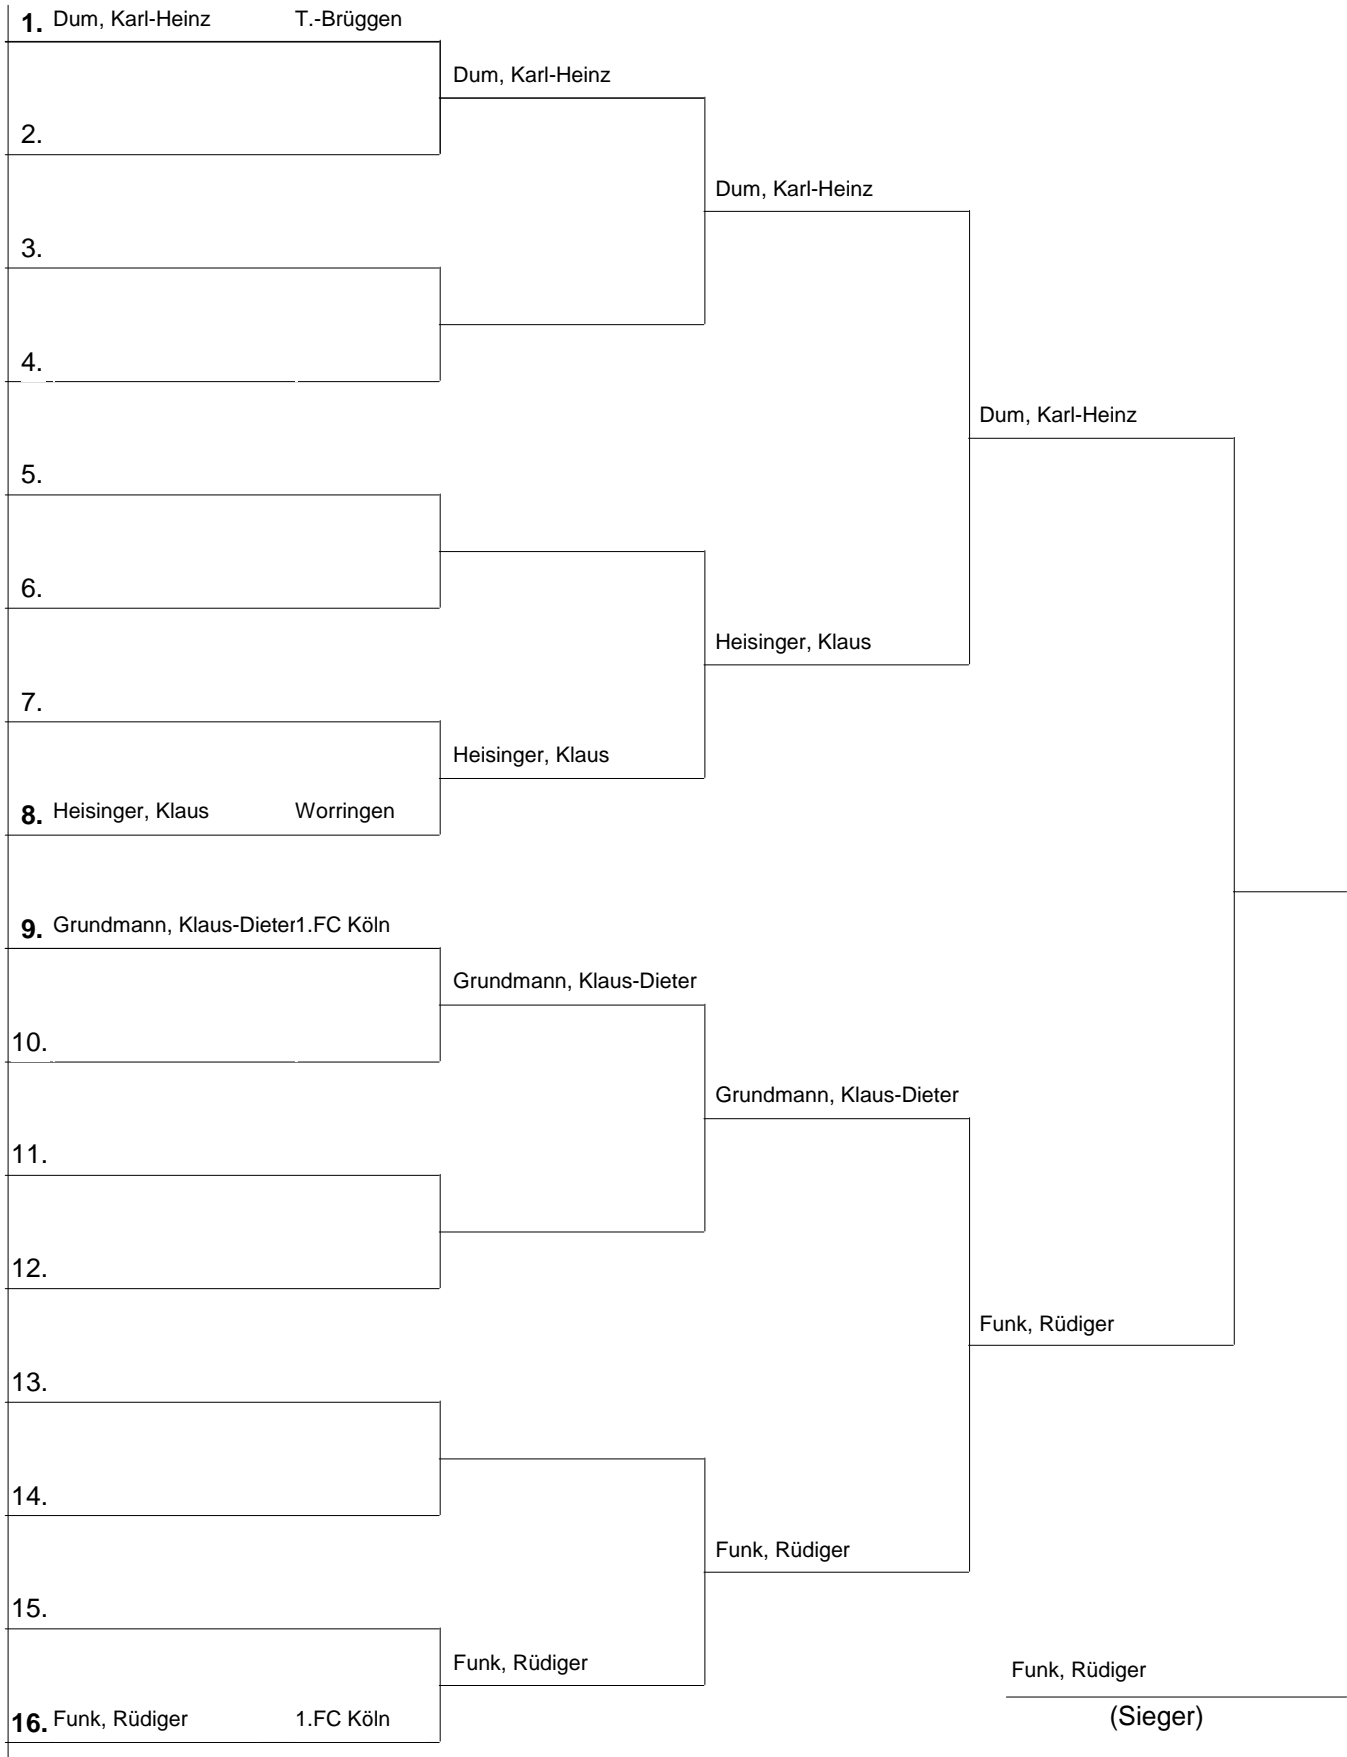 1. Dum, Karl-Heinz T.-Brüggen
Dum, Karl-Heinz
2.
Dum, Karl-Heinz
3.
4.
Dum, Karl-Heinz
5.
6.
Heisinger, Klaus
7.
Heisinger, Klaus
8. Heisinger, Klaus Worringen
9. Grundmann, Klaus-Dieter 1.FC Köln
Grundmann, Klaus-Dieter
10.
Grundmann, Klaus-Dieter
11.
12.
Funk, Rüdiger
13.
14.
Funk, Rüdiger
15.
Funk, Rüdiger
Funk, Rüdiger
16. Funk, Rüdiger 1.FC Köln
(Sieger)